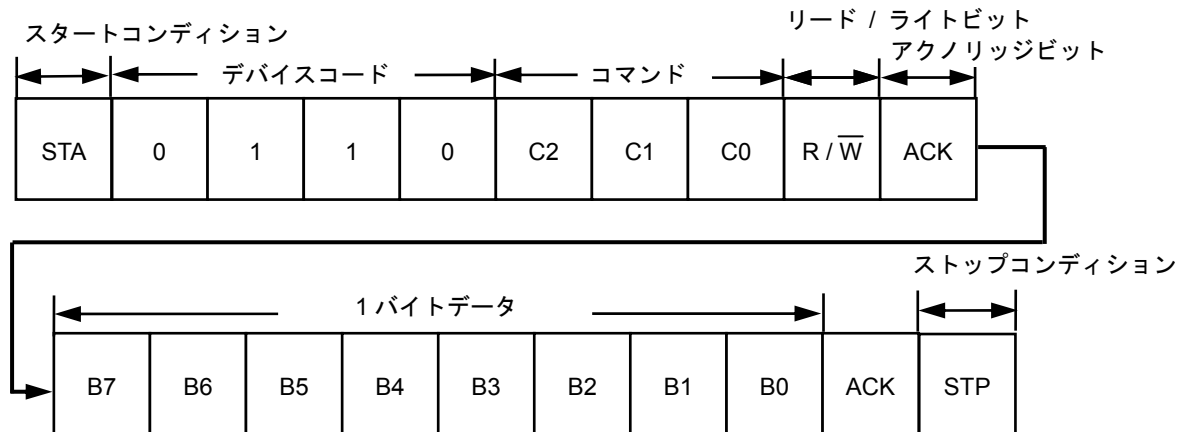 リード / ライトビット
スタートコンディション
アクノリッジビット
デバイスコード コマンド
STA 0 1 1 0 C2 C1 C0 R / W̅ ACK
ストップコンディション
1 バイトデータ
B7 B6 B5 B4 B3 B2 B1 B0 ACK STP